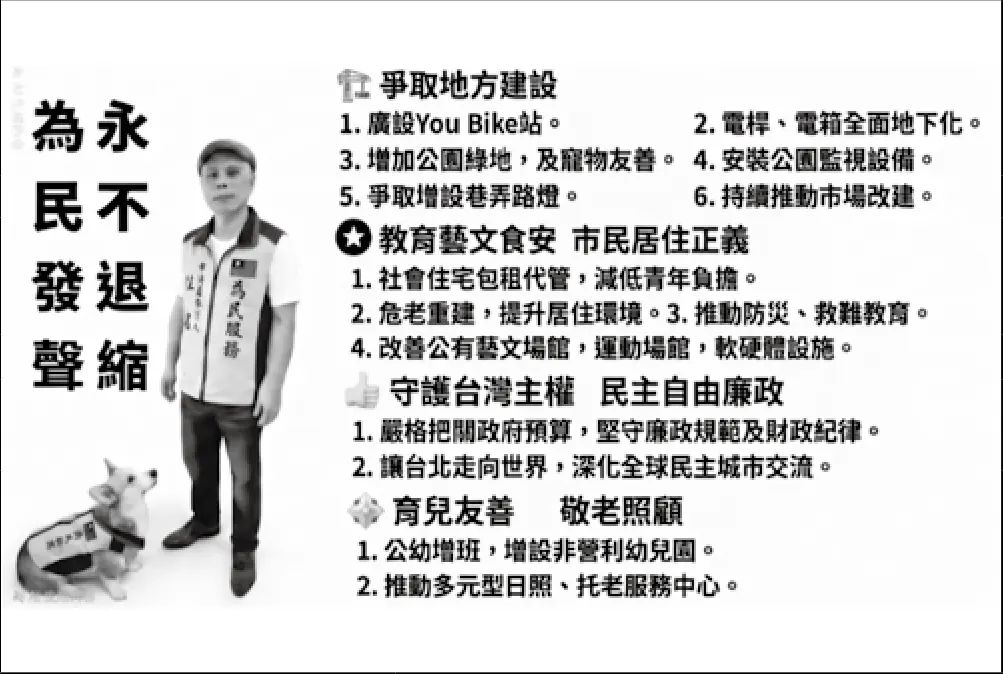 永不退縮
為民發聲
為民服務
爭取地方建設
1. 廣設You Bike站。
2. 電桿、電箱全面地下化。
3. 增加公園綠地，及寵物友善。
4. 安裝公園監視設備。
5. 爭取增設巷弄路燈。
6. 持續推動市場改建。
教育藝文食安 市民居住正義
1. 社會住宅包租代管，減低青年負擔。
2. 危老重建，提升居住環境。3. 推動防災、救難教育。
4. 改善公有藝文場館，運動場館，軟硬體設施。
守護台灣主權 民主自由廉政
1. 嚴格把關政府預算，堅守廉政規範及財政紀律。
2. 讓台北走向世界，深化全球民主城市交流。
育兒友善 敬老照顧
1. 公幼增班，增設非營利幼兒園。
2. 推動多元型日照、托老服務中心。